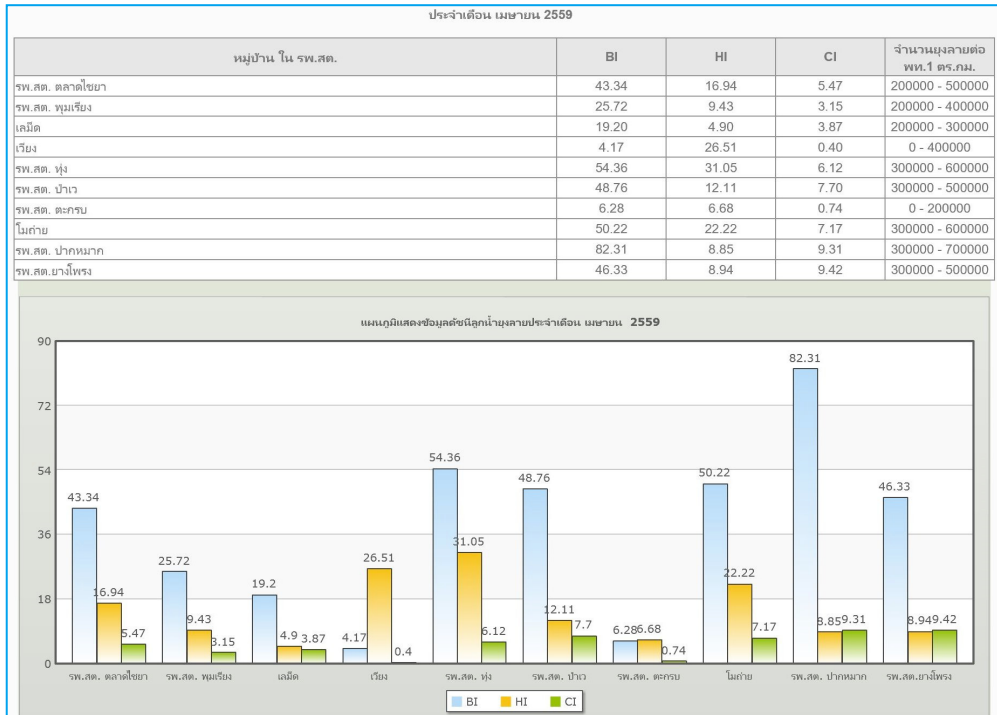 ประจำเดือน เมษายน 2559
หมู่บ้าน ใน รพ.สต. BI HI CI จำนวนยุงลายต่อ
พท.1 ตร.กม.
รพ.สต. ตลาดไชยา 43.34 16.94 5.47 200000 - 500000
รพ.สต. พุมเรียง 25.72 9.43 3.15 200000 - 400000
เลม็ด 19.20 4.90 3.87 200000 - 300000
เวียง 4.17 26.51 0.40 0 - 400000
รพ.สต. ทุ่ง 54.36 31.05 6.12 300000 - 600000
รพ.สต. ป่าเว 48.76 12.11 7.70 300000 - 500000
รพ.สต. ตะกรบ 6.28 6.68 0.74 0 - 200000
โมถ่าย 50.22 22.22 7.17 300000 - 600000
รพ.สต. ปากหมาก 82.31 8.85 9.31 300000 - 700000
รพ.สต.ยางโพรง 46.33 8.94 9.42 300000 - 500000
แผนภูมิแสดงข้อมูลดัชนีลูกน้ำยุงลายประจำเดือน เมษายน 2559
90
72
54
36
18
0
43.34 16.94 5.47
25.72 9.43 3.15
19.2 4.9 3.87
4.17 26.51 0.4
54.36 31.05 6.12
48.76 12.11 7.7
6.28 6.68 0.74
50.22 22.22 7.17
82.31 8.85 9.31
46.33 8.94 9.42
รพ.สต. ตลาดไชยา รพ.สต. พุมเรียง เลม็ด เวียง รพ.สต. ทุ่ง รพ.สต. ป่าเว รพ.สต. ตะกรบ โมถ่าย รพ.สต. ปากหมาก รพ.สต.ยางโพรง
BI HI CI